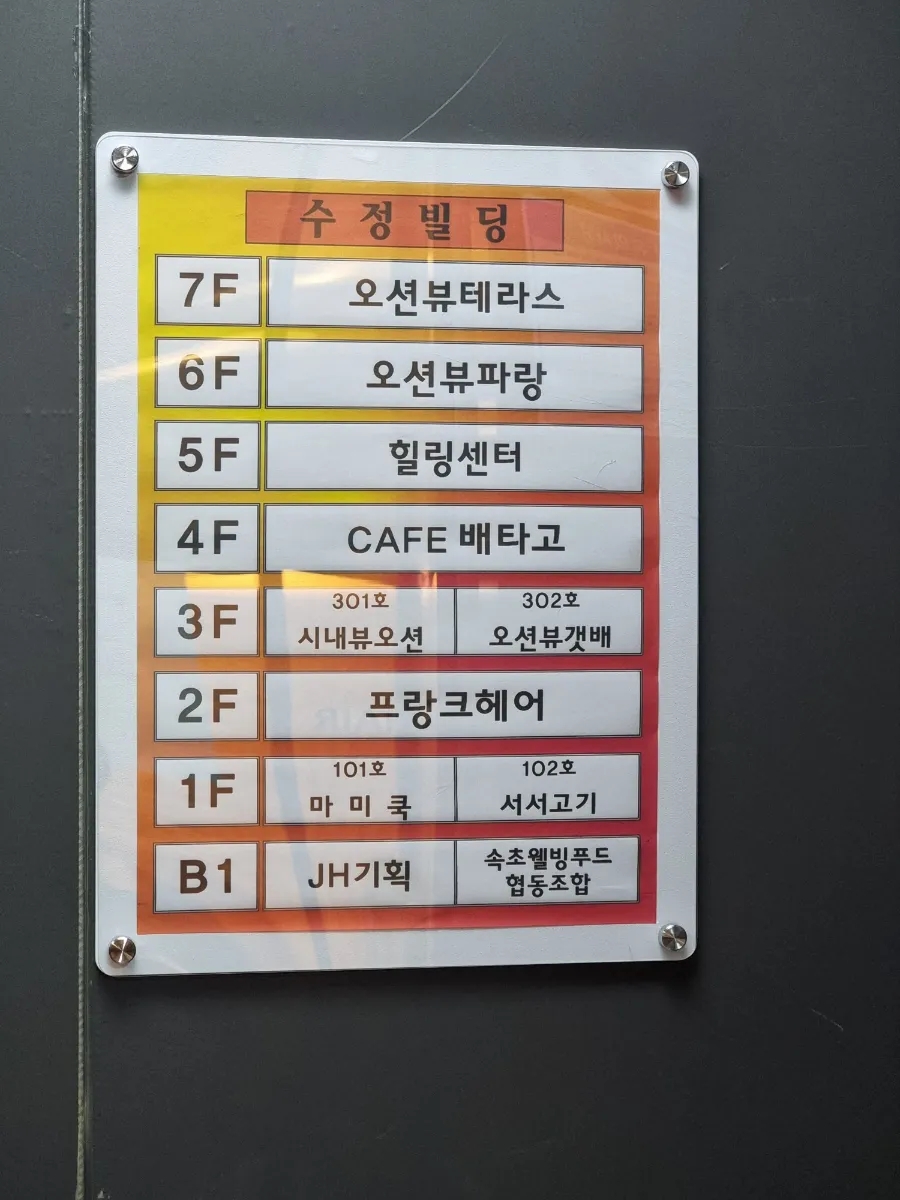 수정빌딩
7F 오션뷰테라스
6F 오션뷰파랑
5F 힐링센터
4F CAFE 배타고
3F
301호
시내뷰오션
302호
오션뷰갯배
2F 프랑크헤어
1F
101호
마미쿡
102호
서서고기
B1 JH기획
속초웰빙푸드
협동조합